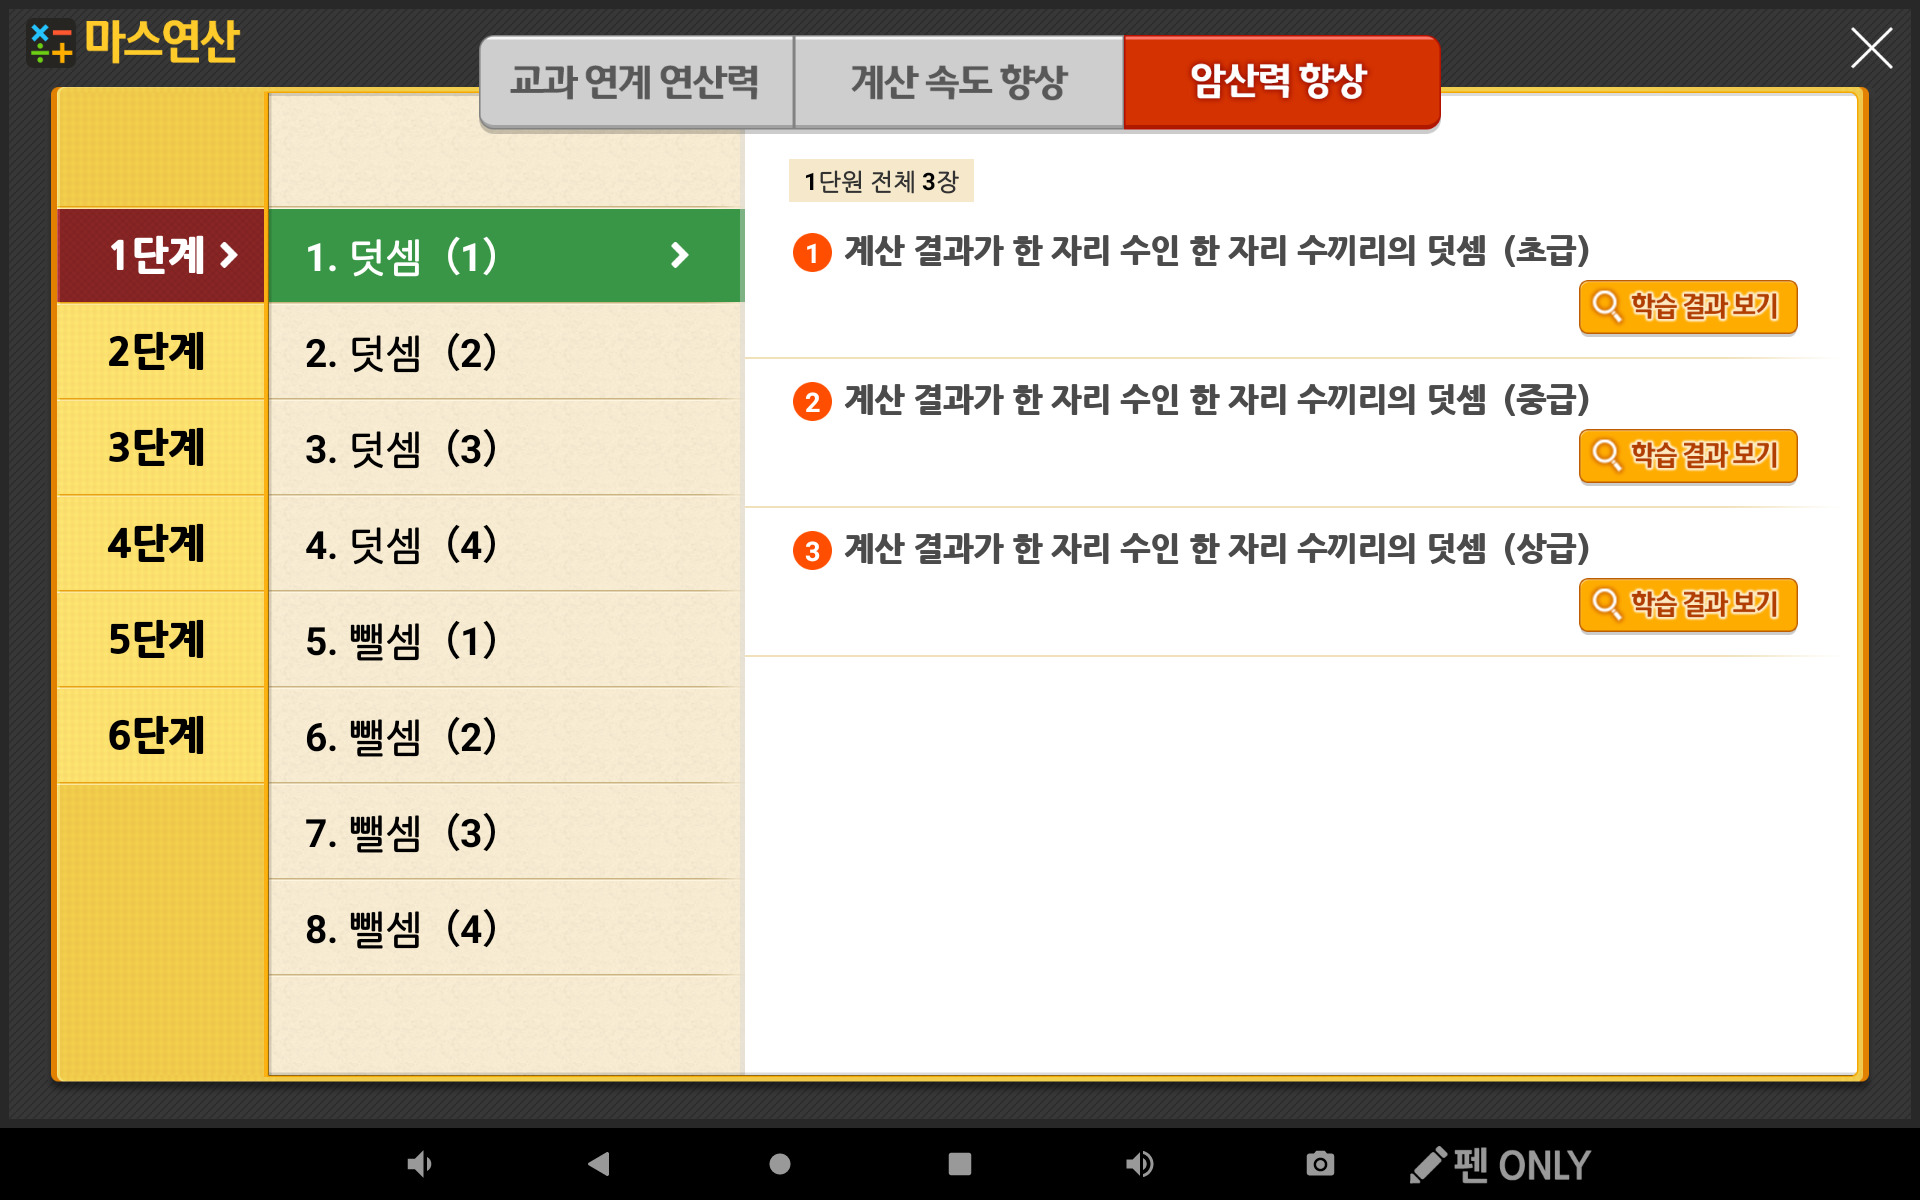 마스연산
교과 연계 연산력
계산 속도 향상
암산력 향상
1단계
2단계
3단계
4단계
5단계
6단계
1. 덧셈 (1)
2. 덧셈 (2)
3. 덧셈 (3)
4. 덧셈 (4)
5. 뺄셈 (1)
6. 뺄셈 (2)
7. 뺄셈 (3)
8. 뺄셈 (4)
1단원 전체 3장
1 계산 결과가 한 자리 수인 한 자리 수끼리의 덧셈 (초급)
학습 결과 보기
2 계산 결과가 한 자리 수인 한 자리 수끼리의 덧셈 (중급)
학습 결과 보기
3 계산 결과가 한 자리 수인 한 자리 수끼리의 덧셈 (상급)
학습 결과 보기
펜 ONLY